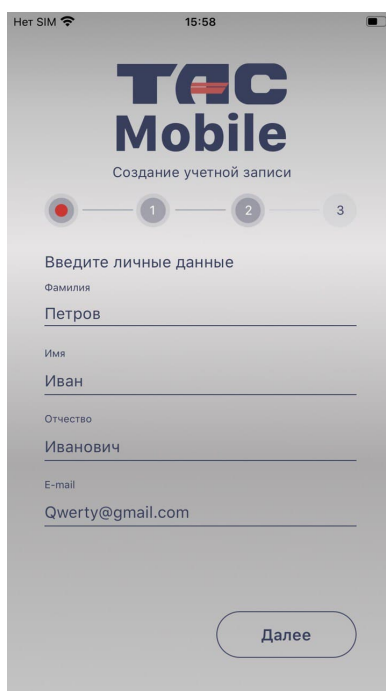 Нет SIM 15:58
TAC
Mobile
Создание учетной записи
1 2 3
Введите личные данные
Фамилия
Петров
Имя
Иван
Отчество
Иванович
E-mail
Qwerty@gmail.com
Далее